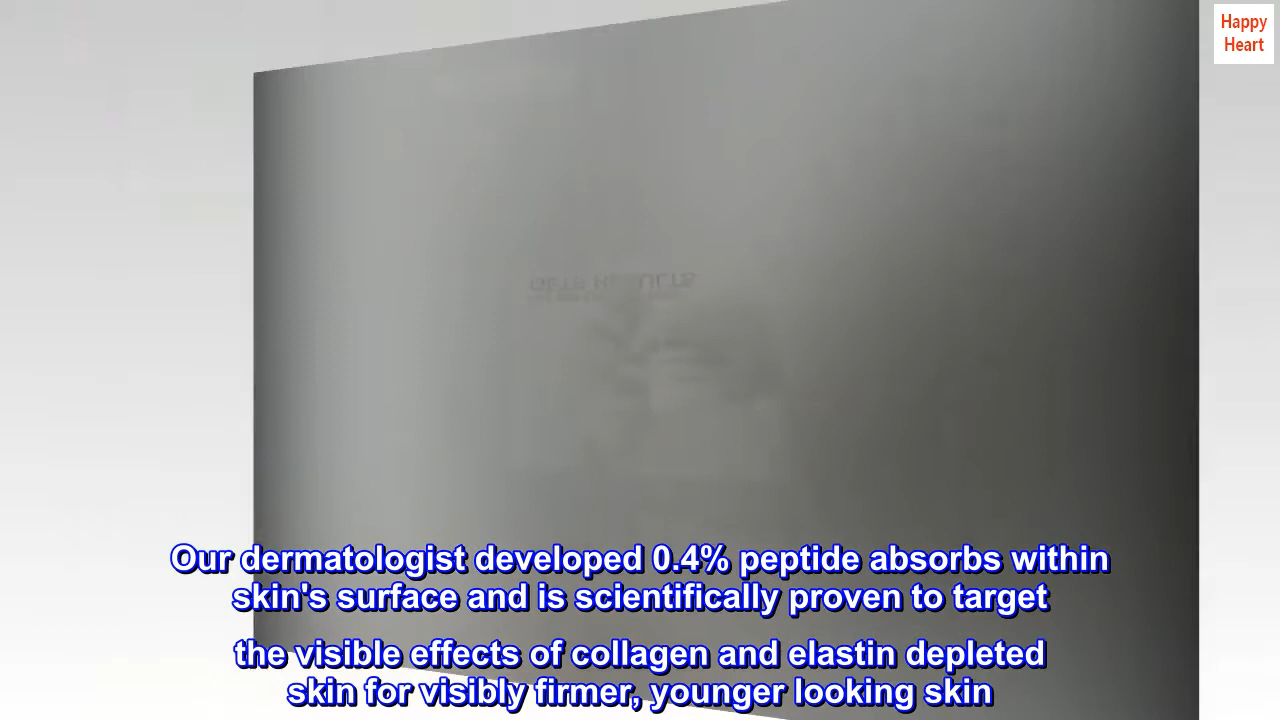 Happy
Heart
Our dermatologist developed 0.4% peptide absorbs within
skin's surface and is scientifically proven to target
the visible effects of collagen and elastin depleted
skin for visibly firmer, younger looking skin